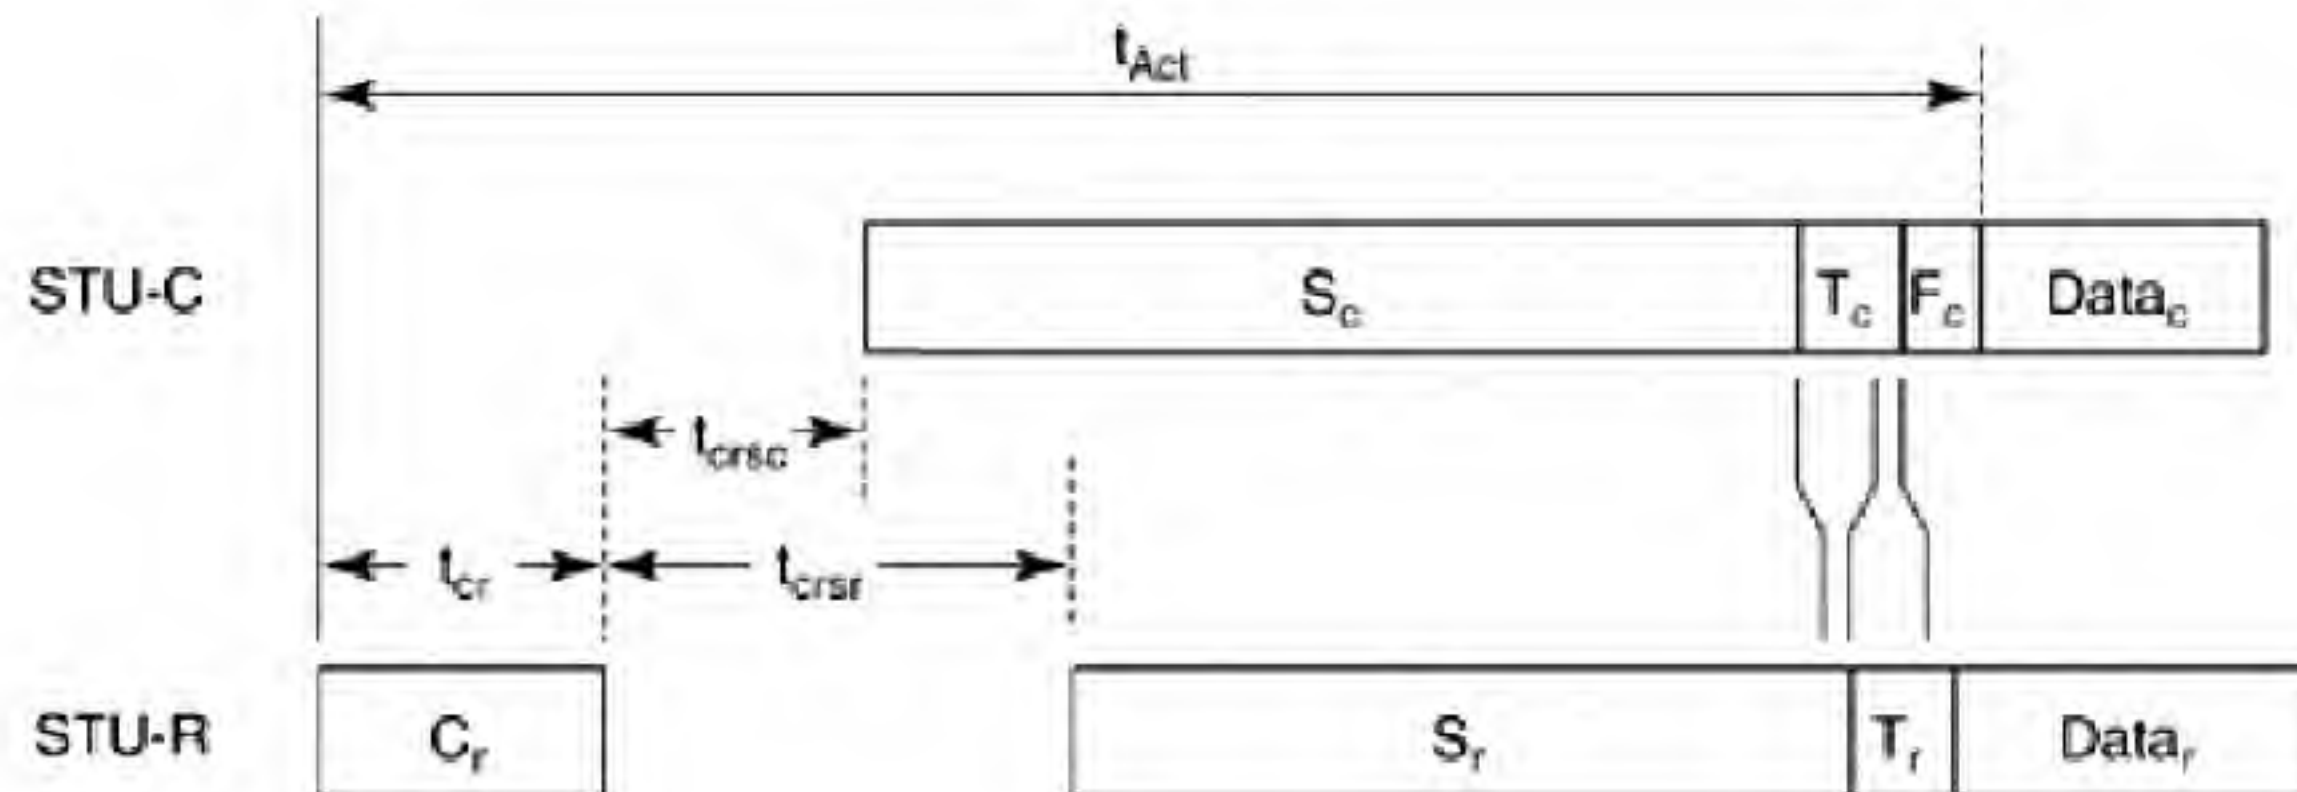 tAct
STU-C Sc Tc Fc Datac
tcrsc
tcr tcrsr
STU-R Cr Sr Tr Datar